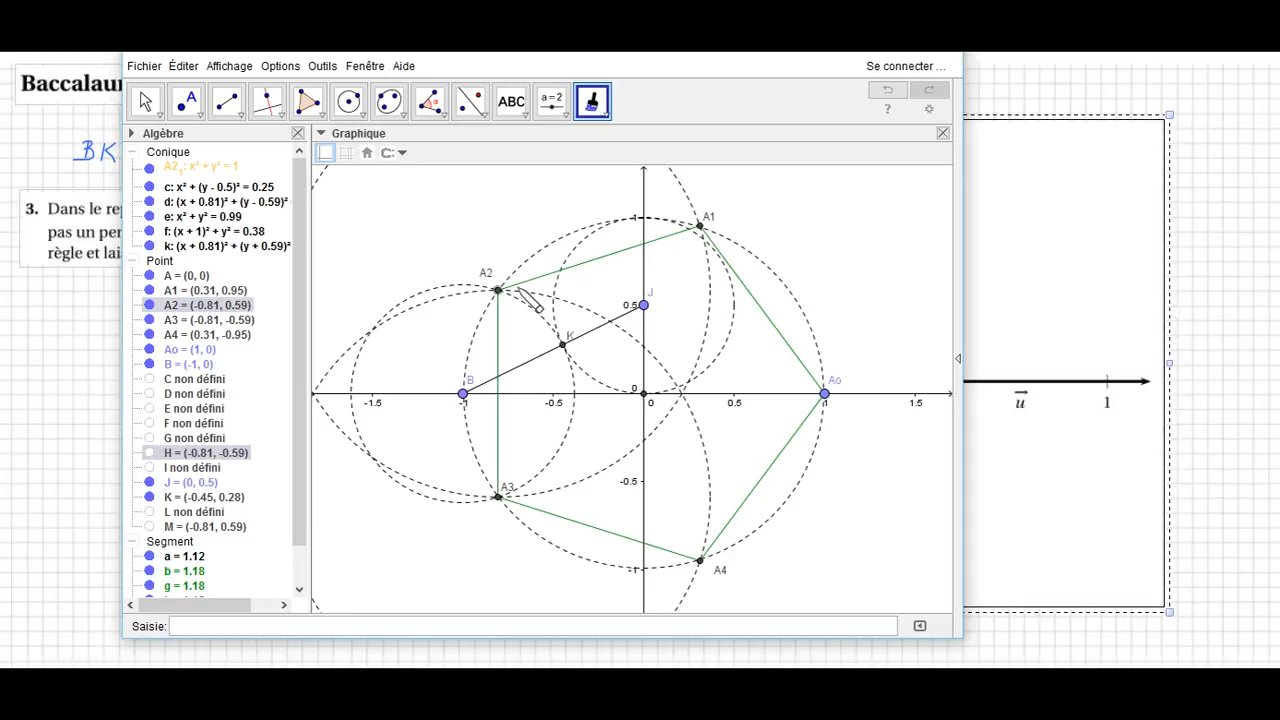 Baccalau
BK
3. Dans le re
pas un per
règle et lai
Fichier Éditer Affichage Options Outils Fenêtre Aide
Se connecter ...
A
ABC
a=2
?
Algèbre
Graphique
Conique
A2₁: x² + y² = 1
c: x² + (y - 0.5)² = 0.25
d: (x + 0.81)² + (y - 0.59)²
e: x² + y² = 0.99
f: (x + 1)² + y² = 0.38
k: (x + 0.81)² + (y + 0.59)²
Point
A = (0, 0)
A1 = (0.31, 0.95)
A2 = (-0.81, 0.59)
A3 = (-0.81, -0.59)
A4 = (0.31, -0.95)
Ao = (1, 0)
B = (-1, 0)
C non défini
D non défini
E non défini
F non défini
G non défini
H = (-0.81, -0.59)
I non défini
J = (0, 0.5)
K = (-0.45, 0.28)
L non défini
M = (-0.81, 0.59)
Segment
a = 1.12
b = 1.18
g = 1.18
1 A1
A2
0.5 J
K
B 0 Ao
-1.5 -1 -0.5 0 0.5 1 1.5
-0.5
A3
-1 A4
Saisie:
u 1